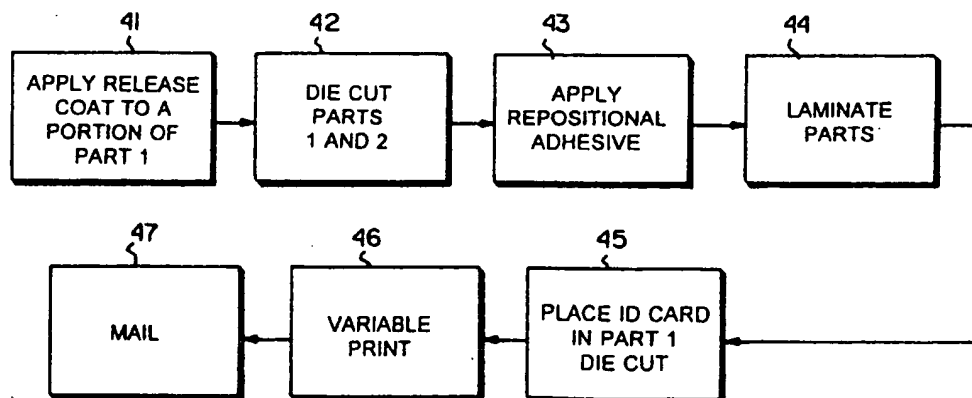 41
APPLY RELEASE
COAT TO A
PORTION OF
PART 1
42
DIE CUT
PARTS
1 AND 2
43
APPLY
REPOSITIONAL
ADHESIVE
44
LAMINATE
PARTS
47
MAIL
46
VARIABLE
PRINT
45
PLACE ID CARD
IN PART 1
DIE CUT